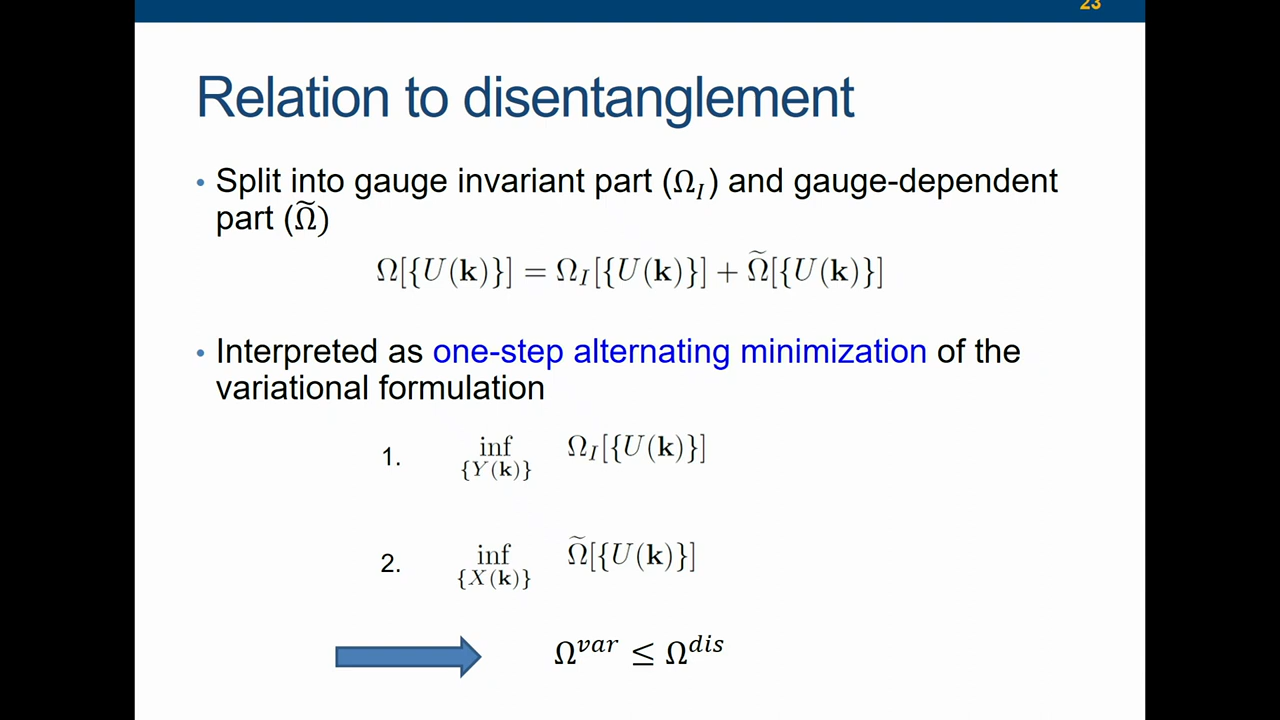 23
Relation to disentanglement
• Split into gauge invariant part (Ω_I) and gauge-dependent
part (Ω̃)
Ω[{U(𝐤)}] = Ω_I[{U(𝐤)}] + Ω̃[{U(𝐤)}]
• Interpreted as one-step alternating minimization of the
variational formulation
1. inf_{Y(𝐤)} Ω_I[{U(𝐤)}]
2. inf_{X(𝐤)} Ω̃[{U(𝐤)}]
Ω^{var} ≤ Ω^{dis}